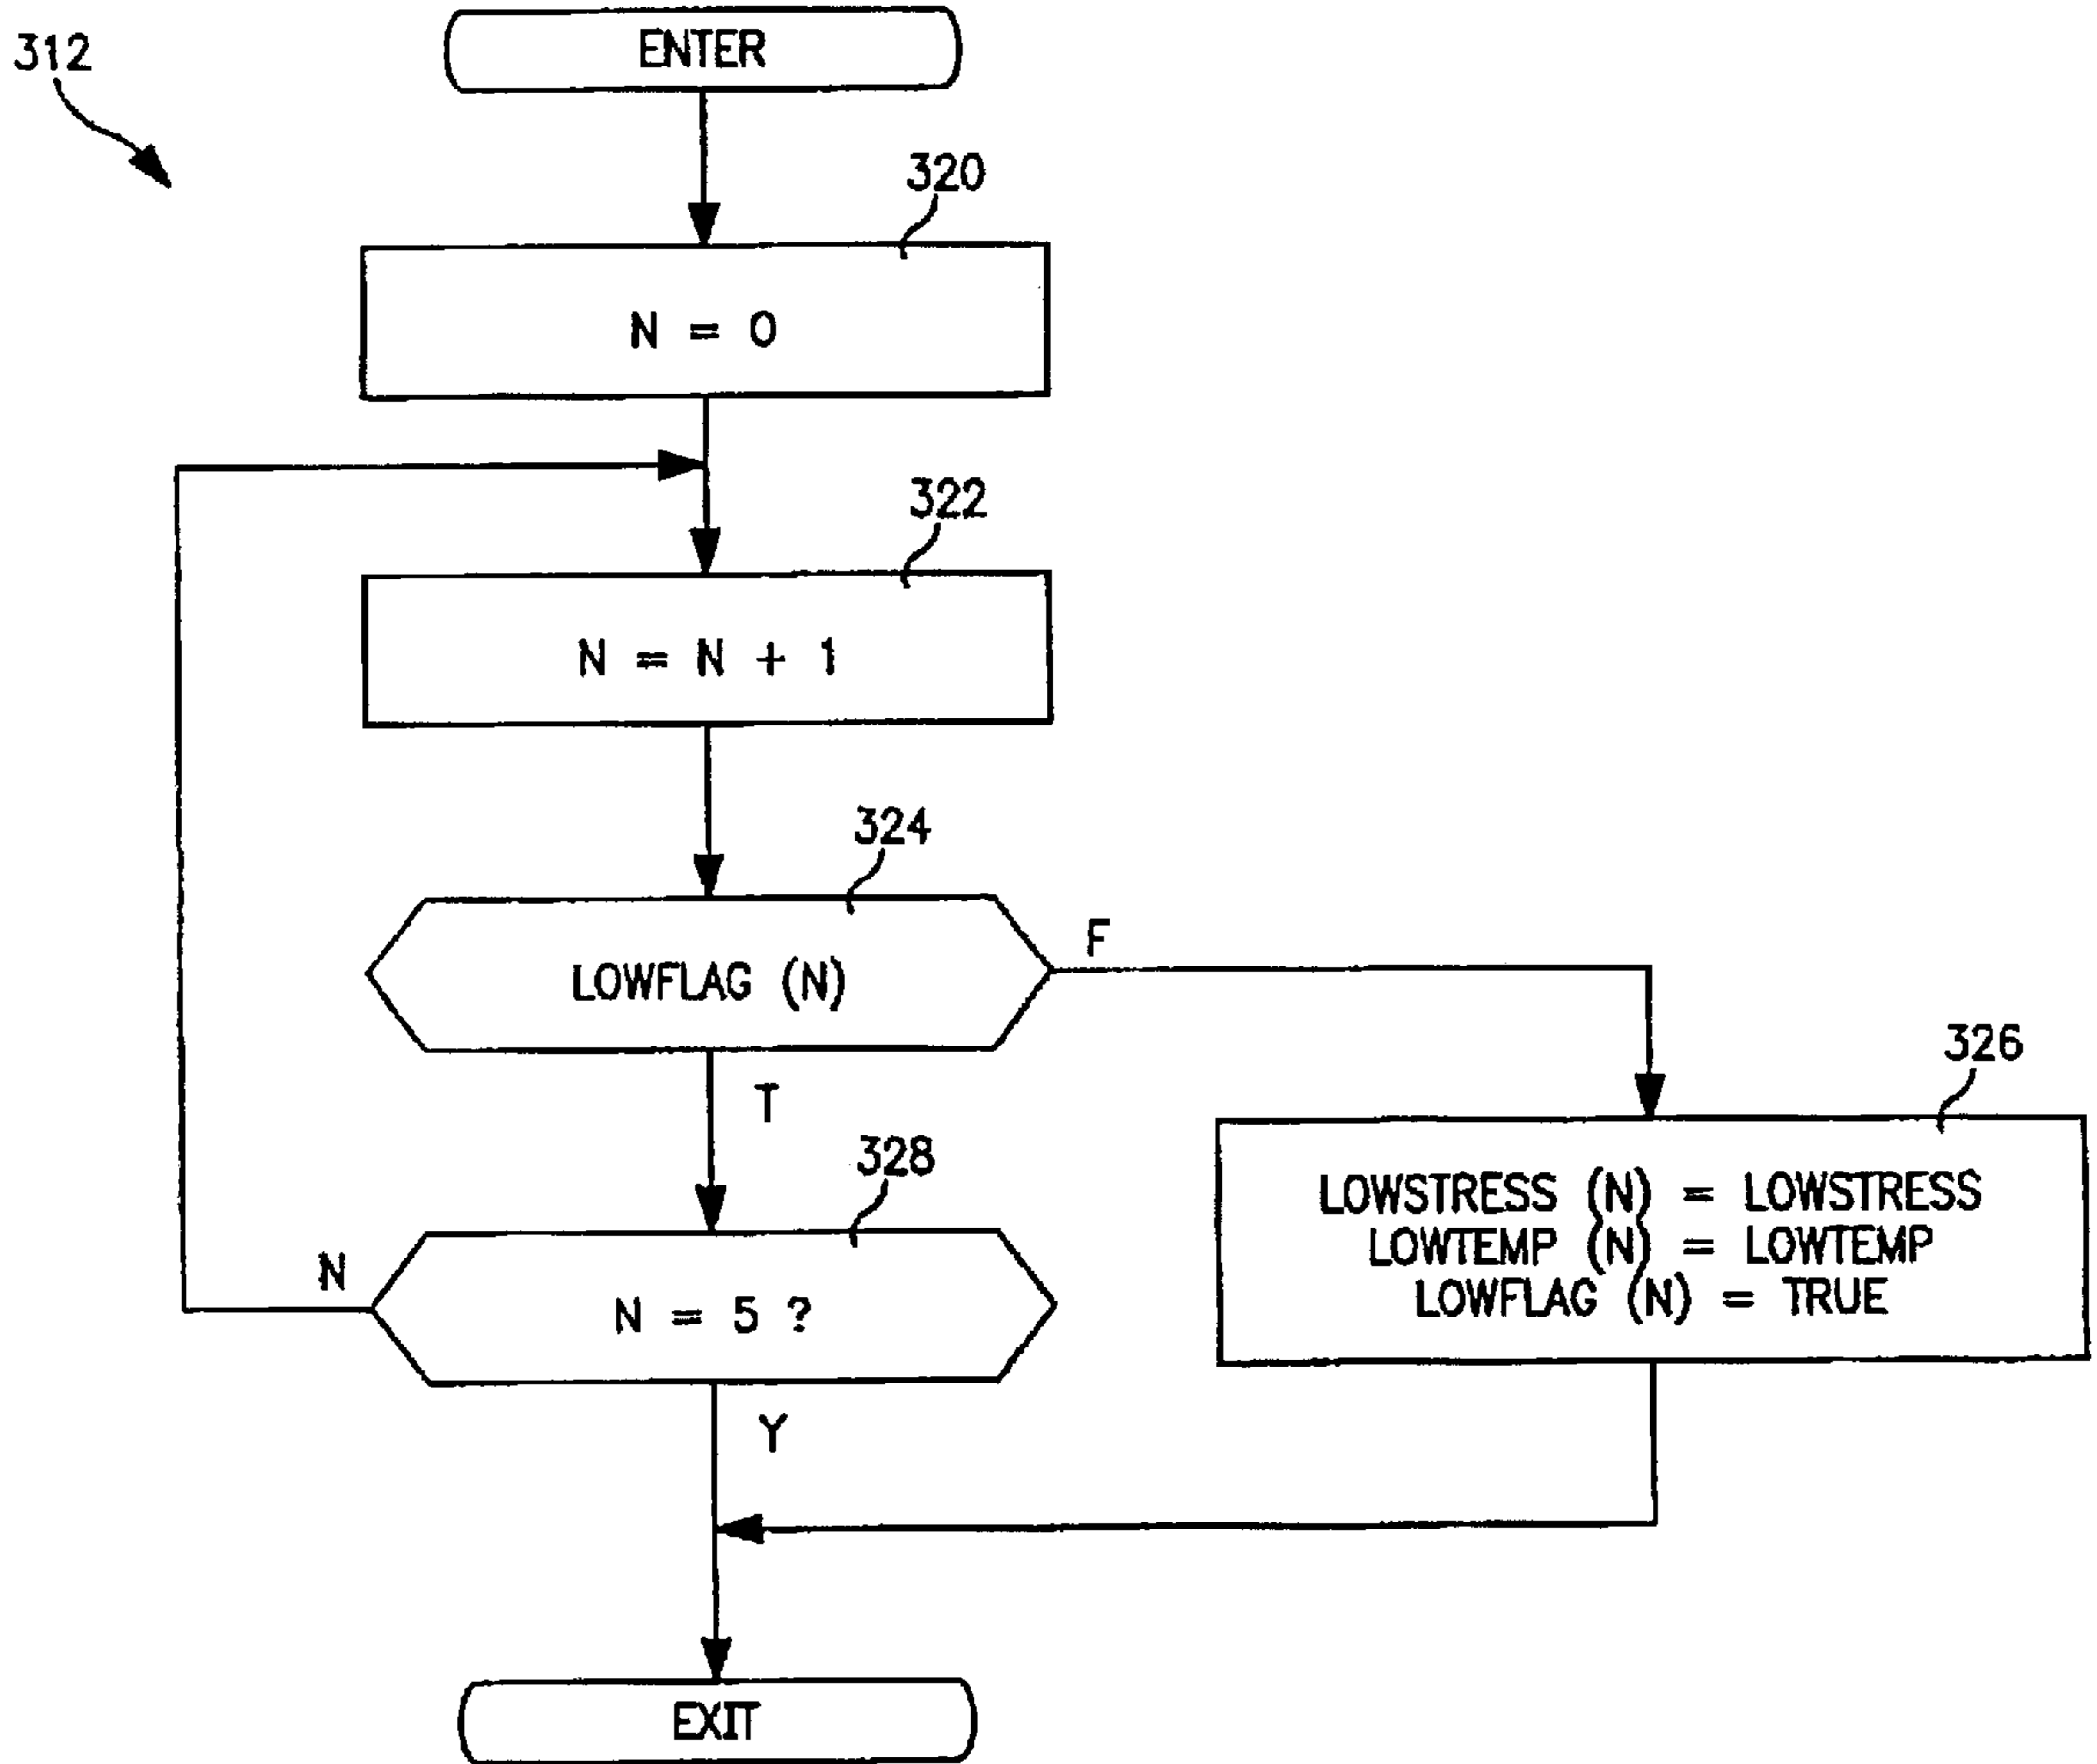 312
ENTER
320
N = 0
322
N = N + 1
324
LOWFLAG (N)
F
T
326
LOWSTRESS (N) = LOWSTRESS
LOWTEMP (N) = LOWTEMP
LOWFLAG (N) = TRUE
328
N
N = 5 ?
Y
EXIT